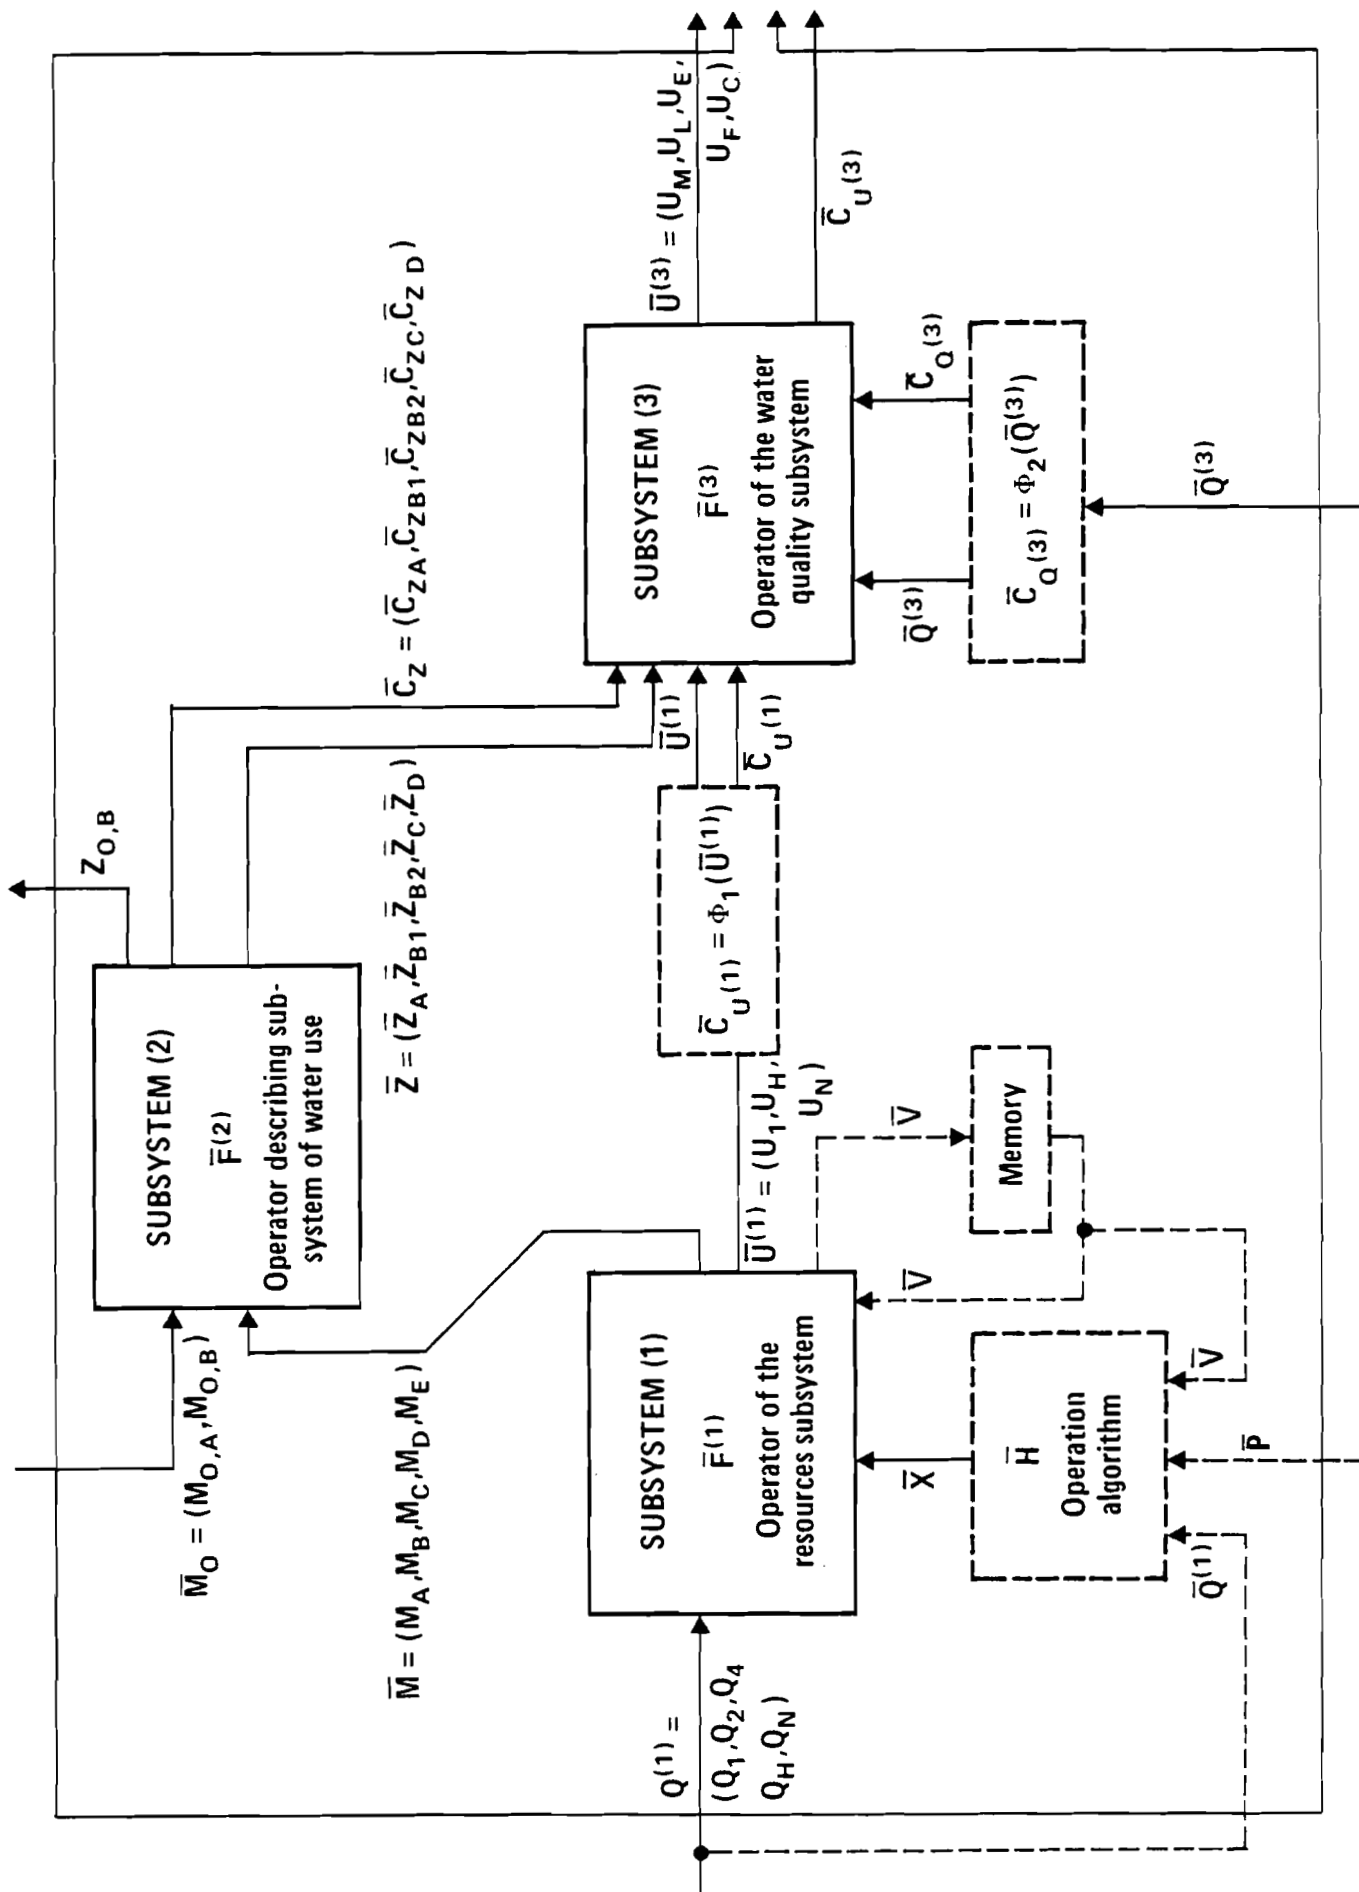 M̄_O = (M_O,A, M_O,B)
SUBSYSTEM (2)
F̄^(2)
Operator describing sub-
system of water use
Z_O,B
M̄ = (M_A, M_B, M_C, M_D, M_E)
Z̄ = (Z̄_A, Z̄_B1, Z̄_B2, Z̄_C, Z̄_D)
C̄_Z = (C̄_ZA, C̄_ZB1, C̄_ZB2, C̄_ZC, C̄_Z D)
Q^(1) =
(Q_1, Q_2, Q_4
Q_H, Q_N)
SUBSYSTEM (1)
F̄^(1)
Operator of the
resources subsystem
Ū^(1) = (U_1, U_H,
U_N)
C̄_U^(1) = Φ_1(Ū^(1))
Ū^(1)
C̄_U^(1)
SUBSYSTEM (3)
F̄^(3)
Operator of the water
quality subsystem
Ū^(3) = (U_M, U_L, U_E,
U_F, U_C)
C̄_U^(3)
X̄
V̄
V̄
Memory
Q̄^(3)
C̄_Q^(3)
H̄
Operation
algorithm
C̄_Q^(3) = Φ_2(Q̄^(3))
Q̄^(1)
P̄
V̄
Q̄^(3)